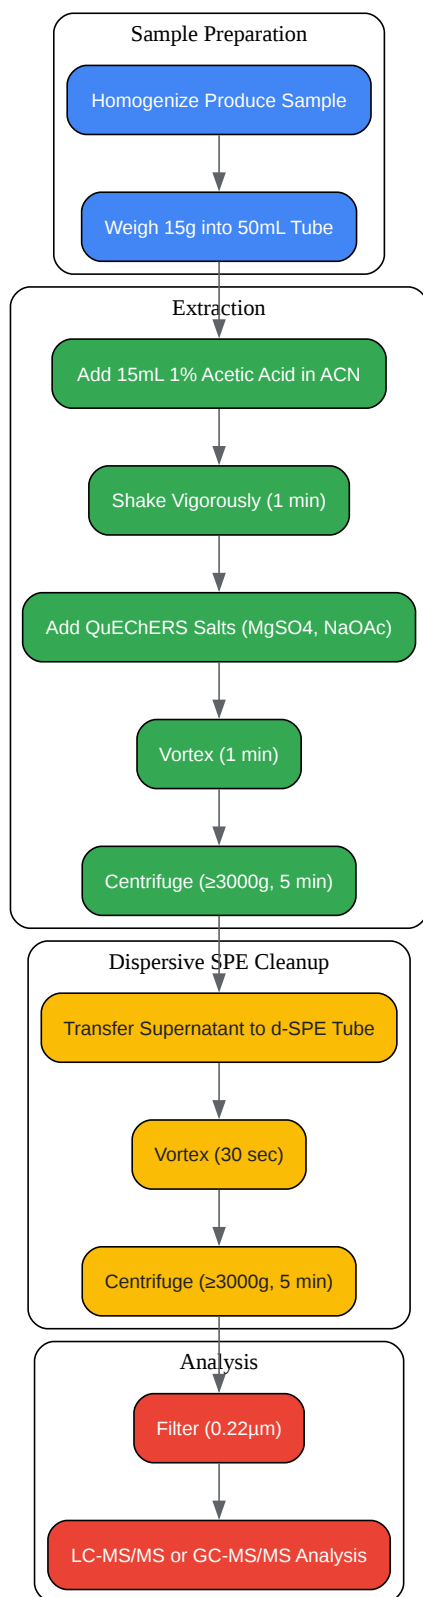 Sample Preparation
Homogenize Produce Sample
Weigh 15g into 50mL Tube
Extraction
Add 15mL 1% Acetic Acid in ACN
Shake Vigorously (1 min)
Add QuEChERS Salts (MgSO4, NaOAc)
Vortex (1 min)
Centrifuge (≥3000g, 5 min)
Dispersive SPE Cleanup
Transfer Supernatant to d-SPE Tube
Vortex (30 sec)
Centrifuge (≥3000g, 5 min)
Analysis
Filter (0.22µm)
LC-MS/MS or GC-MS/MS Analysis